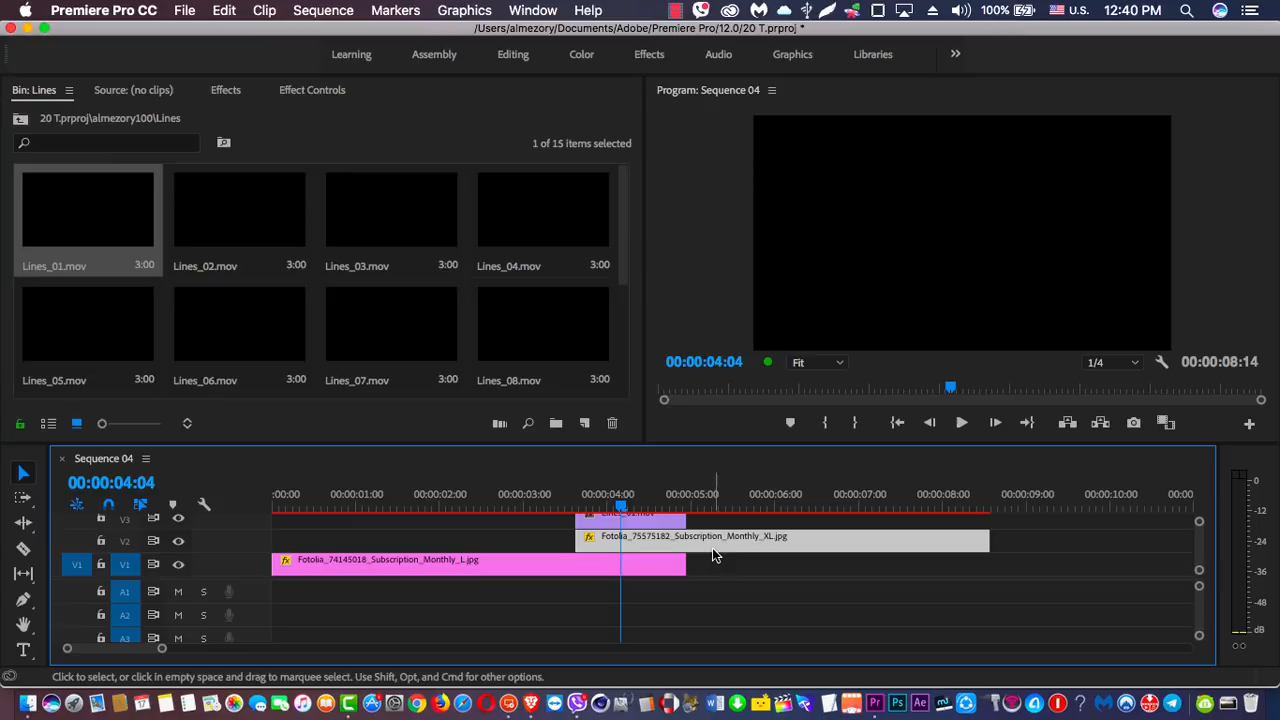 Premiere Pro CC File Edit Clip Sequence Markers Graphics Window Help 100% U.S. 12:40 PM
/Users/almezory/Documents/Adobe/Premiere Pro/12.0/20 T.prproj *
Learning Assembly Editing Color Effects Audio Graphics Libraries
Bin: Lines Source: (no clips) Effects Effect Controls Program: Sequence 04
20 T.prproj\almezory100\Lines
1 of 15 items selected
Lines_01.mov 3:00 Lines_02.mov 3:00 Lines_03.mov 3:00 Lines_04.mov 3:00
00:00:04:04 Fit 1/4 00:00:08:14
Lines_05.mov 3:00 Lines_06.mov 3:00 Lines_07.mov 3:00 Lines_08.mov 3:00
Sequence 04
00:00:04:04
:00:00 00:00:01:00 00:00:02:00 00:00:03:00 00:00:04:00 00:00:05:00 00:00:06:00 00:00:07:00 00:00:08:00 00:00:09:00 00:00:10:00 00:00
V3 fx Lines_01.mov
V2 fx Fotolia_75575182_Subscription_Monthly_XL.jpg
V1 V1 fx Fotolia_74145018_Subscription_Monthly_L.jpg
A1 M S
A2 M S
A3 M S
0
-12
-24
-36
-48
-60
Click to select, or click in empty space and drag to marquee select. Use Shift, Opt, and Cmd for other options.